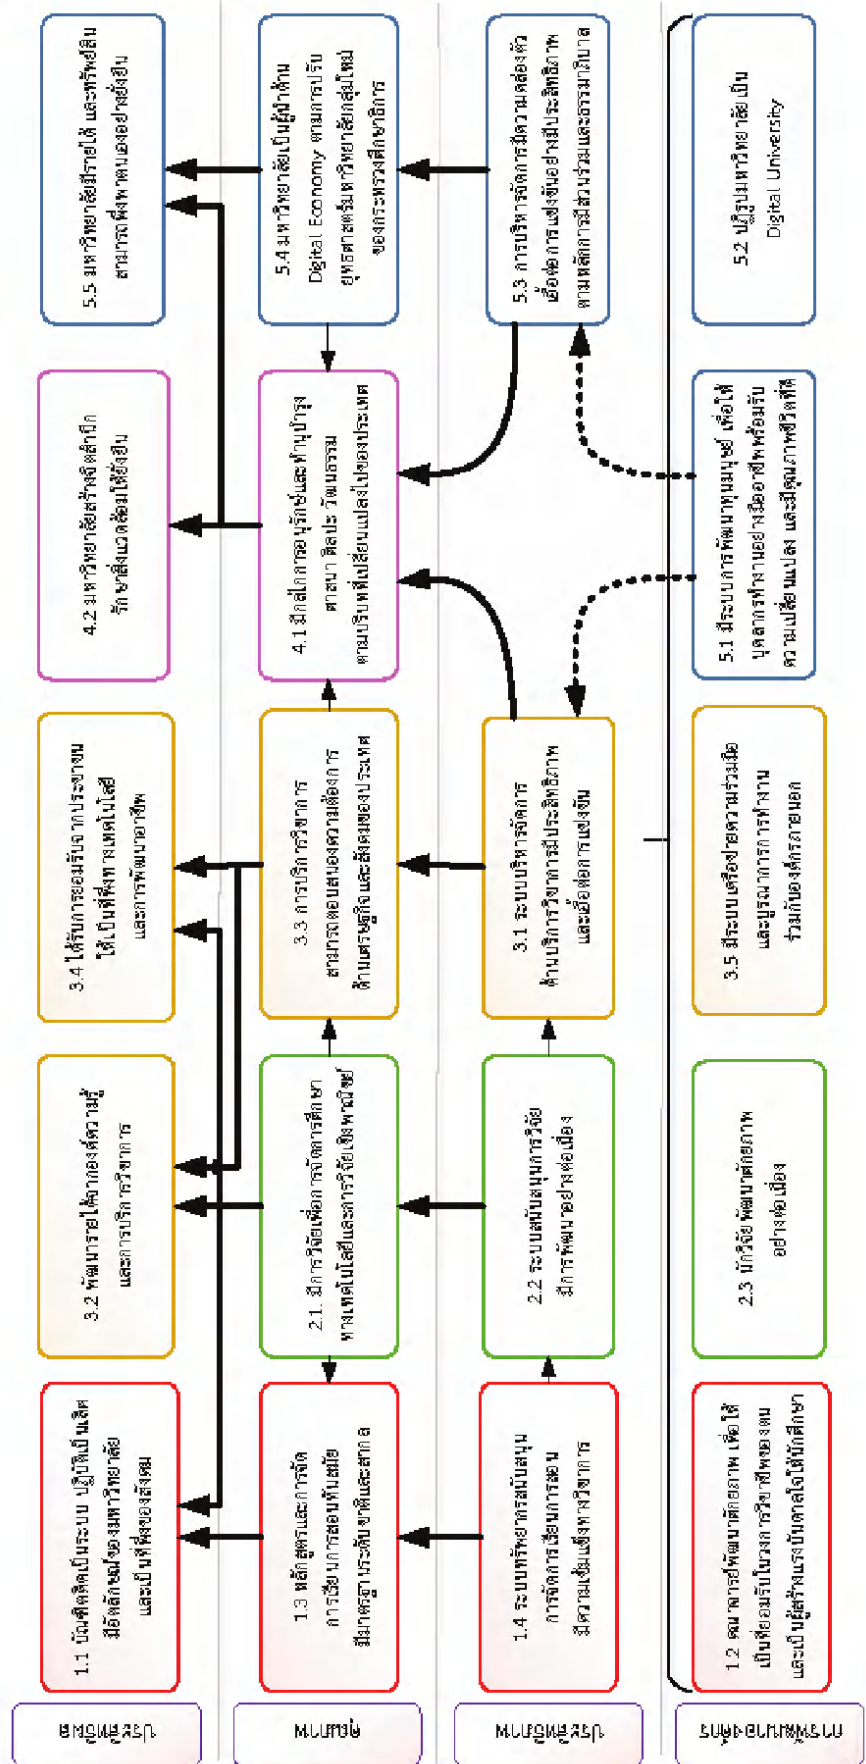 ประสิทธิผล
1.1 บัณฑิตคิดเป็นระบบ ปฏิบัติเป็นเลิศ
มีอัตลักษณ์ของมหาวิทยาลัย
และเป็นที่พึ่งของสังคม
3.2 พัฒนารายได้จากองค์ความรู้
และการบริการวิชาการ
3.4 ได้รับการยอมรับจากประชาชน
ให้เป็นที่พึ่งทางเทคโนโลยี
และการพัฒนาอาชีพ
4.2 มหาวิทยาลัยสร้างจิตสำนึก
รักษาสิ่งแวดล้อมให้ยั่งยืน
5.5 มหาวิทยาลัยมีรายได้ และทรัพย์สิน
สามารถพึ่งพาตนเองอย่างยั่งยืน
คุณภาพ
1.3 หลักสูตรและการจัด
การเรียนการสอนทันสมัย
มีมาตรฐานระดับชาติและสากล
2.1. มีการวิจัยเพื่อการจัดการศึกษา
ทางเทคโนโลยีและการวิจัยเชิงพาณิชย์
3.3 การบริการวิชาการ
สามารถตอบสนองความต้องการ
ด้านเศรษฐกิจและสังคมของประเทศ
4.1 มีกลไกการอนุรักษ์และทำนุบำรุง
ศาสนา ศิลปะ วัฒนธรรม
ตามบริบทที่เปลี่ยนแปลงไปของประเทศ
5.4 มหาวิทยาลัยเป็นผู้นำด้าน
Digital Economy ตามการปรับ
ยุทธศาสตร์มหาวิทยาลัยกลุ่มใหม่
ของกระทรวงศึกษาธิการ
ประสิทธิภาพ
1.4 ระบบทรัพยากรสนับสนุน
การจัดการเรียนการสอน
มีความเข้มแข็งทางวิชาการ
2.2 ระบบสนับสนุนการวิจัย
มีการพัฒนาอย่างต่อเนื่อง
3.1 ระบบบริหารจัดการ
ด้านบริการวิชาการมีประสิทธิภาพ
และเอื้อต่อการแข่งขัน
5.3 การบริหารจัดการมีความคล่องตัว
เอื้อต่อการแข่งขันอย่างมีประสิทธิภาพ
ตามหลักการมีส่วนร่วมและธรรมาภิบาล
การพัฒนาองค์กร
1.2 คณาจารย์พัฒนาศักยภาพ เพื่อให้
เป็นที่ยอมรับในวงการวิชาชีพของตน
และเป็นผู้สร้างแรงบันดาลใจให้นักศึกษา
2.3 นักวิจัยพัฒนาศักยภาพ
อย่างต่อเนื่อง
3.5 มีระบบเครือข่ายความร่วมมือ
และบูรณาการการทำงาน
ร่วมกับองค์กรภายนอก
5.1 มีระบบการพัฒนาทุนมนุษย์ เพื่อให้
บุคลากรทำงานอย่างมืออาชีพพร้อมรับ
ความเปลี่ยนแปลง และมีคุณภาพชีวิตที่ดี
5.2 ปฏิรูปมหาวิทยาลัยเป็น
Digital University